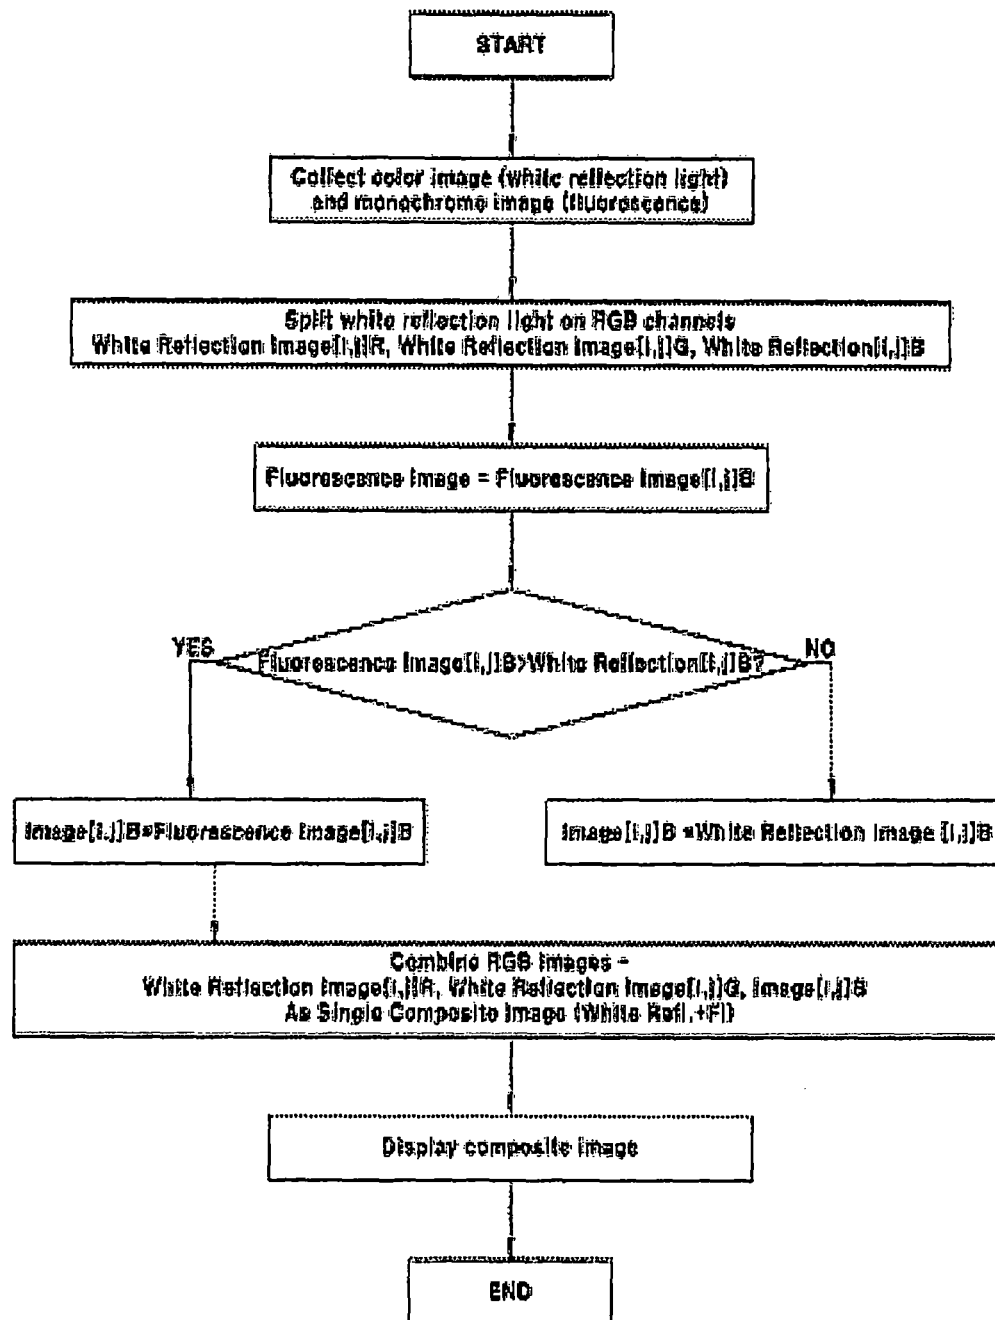 START
Collect color image (white reflection light)
and monochrome image (fluorescence)
Split white reflection light on RGB channels
White Reflection Image[i,j]R, White Reflection Image[i,j]G, White Reflection[i,j]B
Fluorescence Image = Fluorescence Image[i,j]B
YES
Fluorescence Image[i,j]B>White Reflection[i,j]B?
NO
Image[i,j]B=Fluorescence Image[i,j]B
Image[i,j]B =White Reflection Image [i,j]B
Combine RGB Images -
White Reflection Image[i,j]R, White Reflection Image[i,j]G, Image[i,j]B
As Single Composite Image (White Refl.+Fl)
Display composite image
END